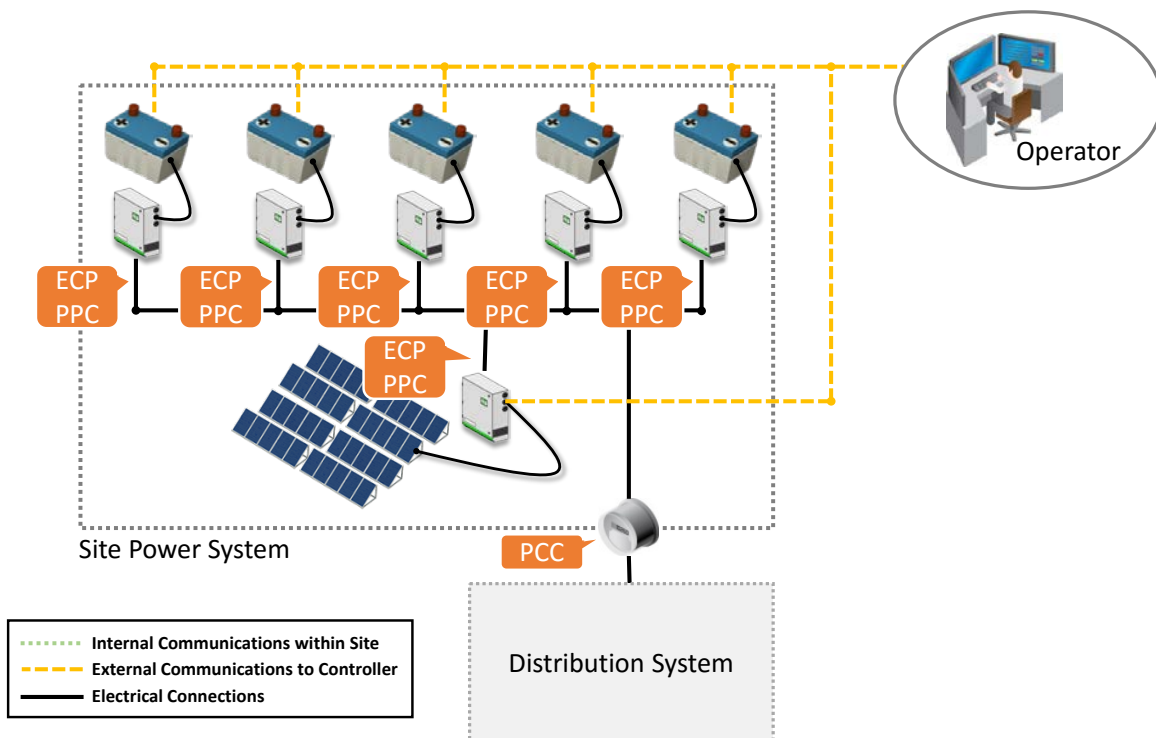 Operator
ECP
PPC
ECP
PPC
ECP
PPC
ECP
PPC
ECP
PPC
ECP
PPC
Site Power System
PCC
Distribution System
Internal Communications within Site
External Communications to Controller
Electrical Connections